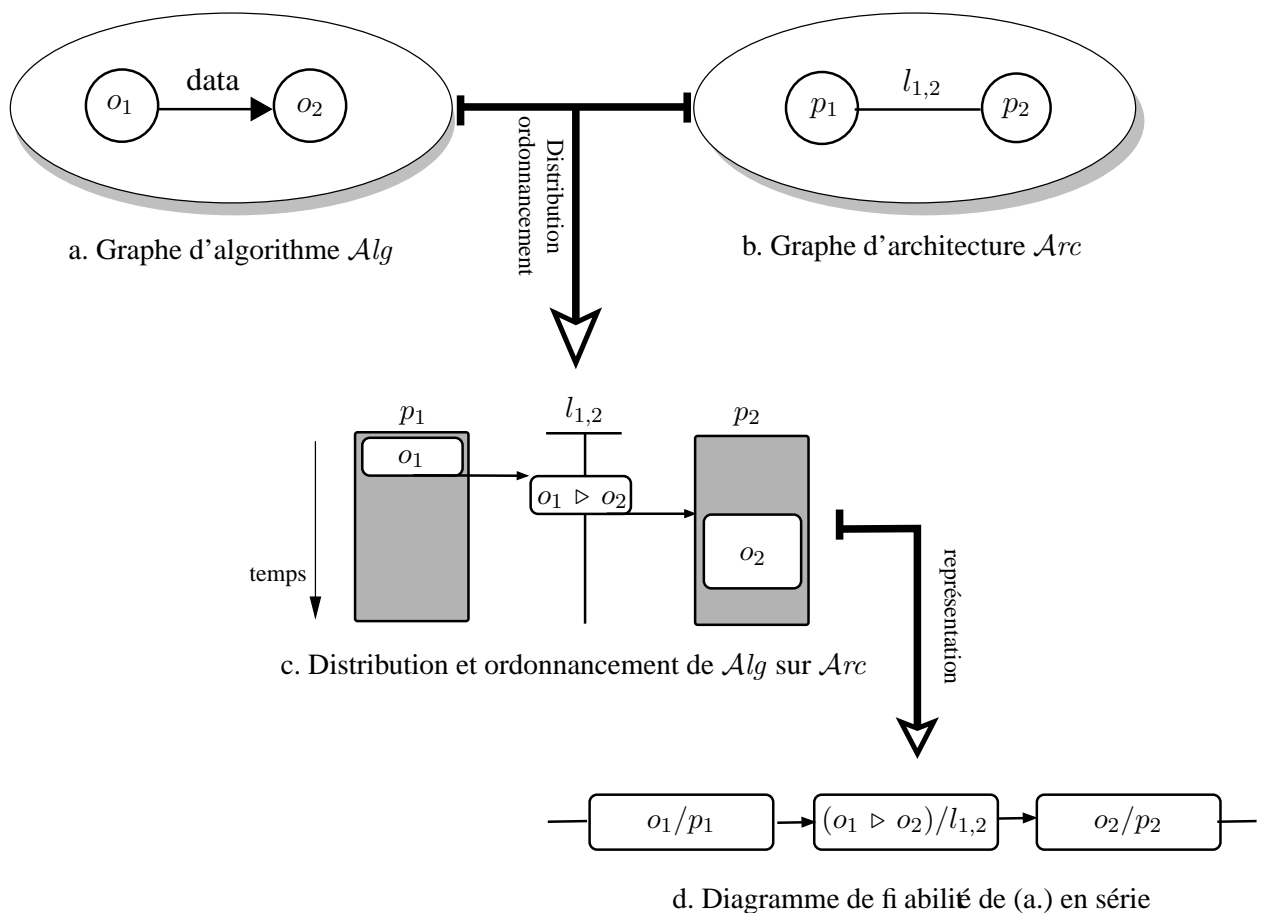 o1 data o2
p1 l1,2 p2
Distribution
ordonnancement
a. Graphe d'algorithme Alg
b. Graphe d'architecture Arc
p1 l1,2 p2
o1
o1 ▷ o2
o2
temps
représentation
c. Distribution et ordonnancement de Alg sur Arc
o1/p1 (o1 ▷ o2)/l1,2 o2/p2
d. Diagramme de fiabilité de (a.) en série